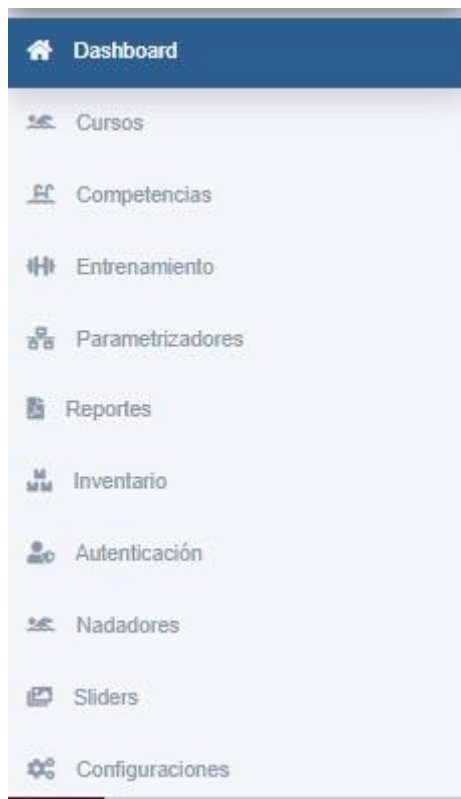 Dashboard
Cursos
Competencias
Entrenamiento
Parametrizadores
Reportes
Inventario
Autenticación
Nadadores
Sliders
Configuraciones